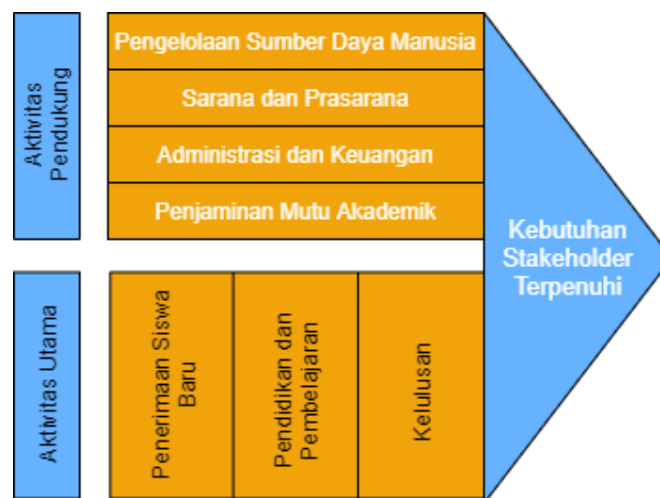 Aktivitas
Pendukung
Pengelolaan Sumber Daya Manusia
Sarana dan Prasarana
Administrasi dan Keuangan
Penjaminan Mutu Akademik
Kebutuhan
Stakeholder
Terpenuhi
Aktivitas Utama
Penerimaan Siswa
Baru
Pendidikan dan
Pembelajaran
Kelulusan